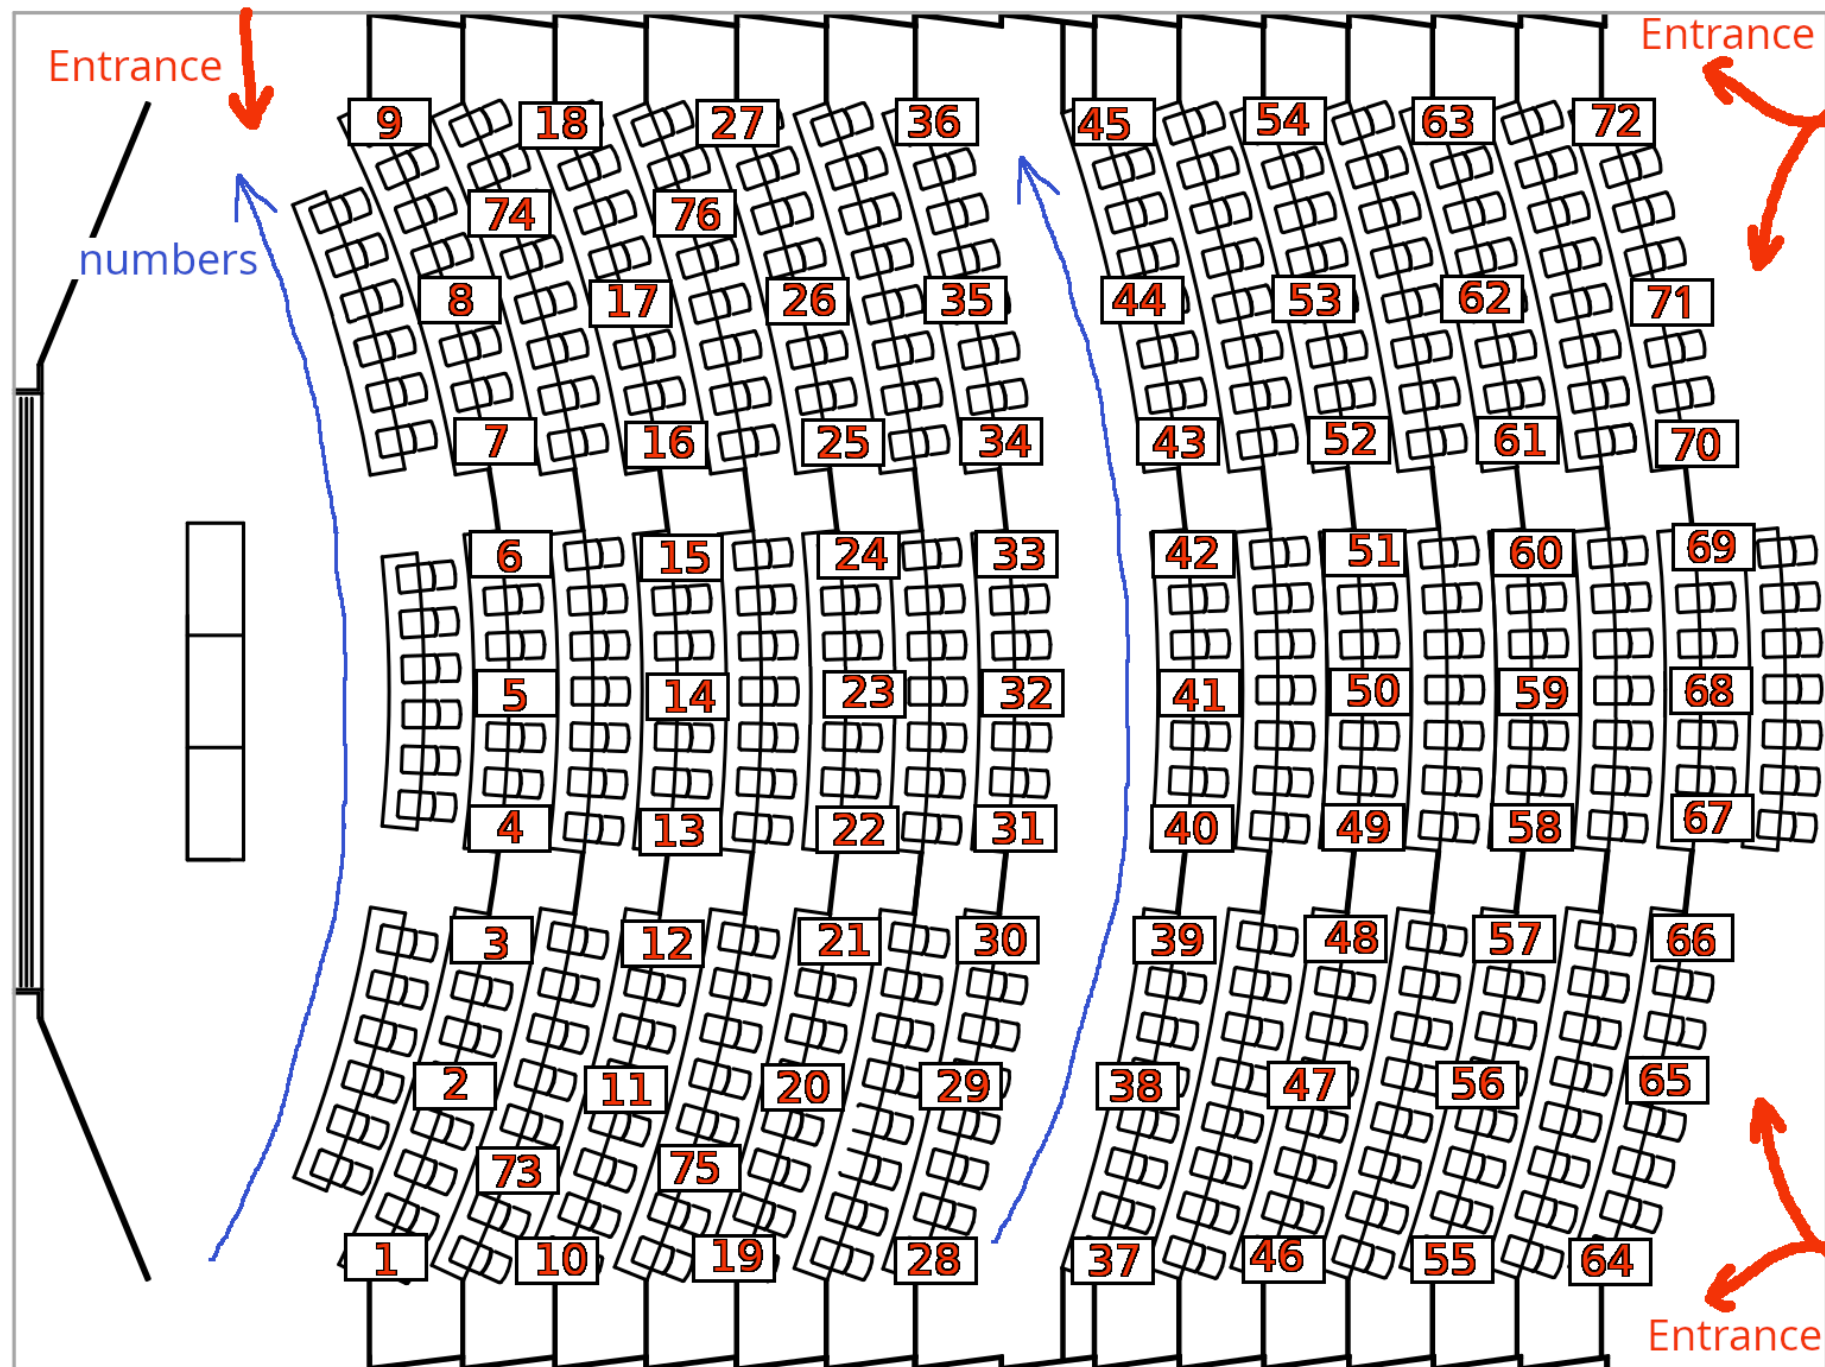 Entrance
Entrance
9 18 27 36 45 54 63 72
74 76
numbers
8 17 26 35 44 53 62 71
7 16 25 34 43 52 61 70
6 15 24 33 42 51 60 69
5 14 23 32 41 50 59 68
4 13 22 31 40 49 58 67
3 12 21 30 39 48 57 66
2 11 20 29 38 47 56 65
73 75
1 10 19 28 37 46 55 64
Entrance